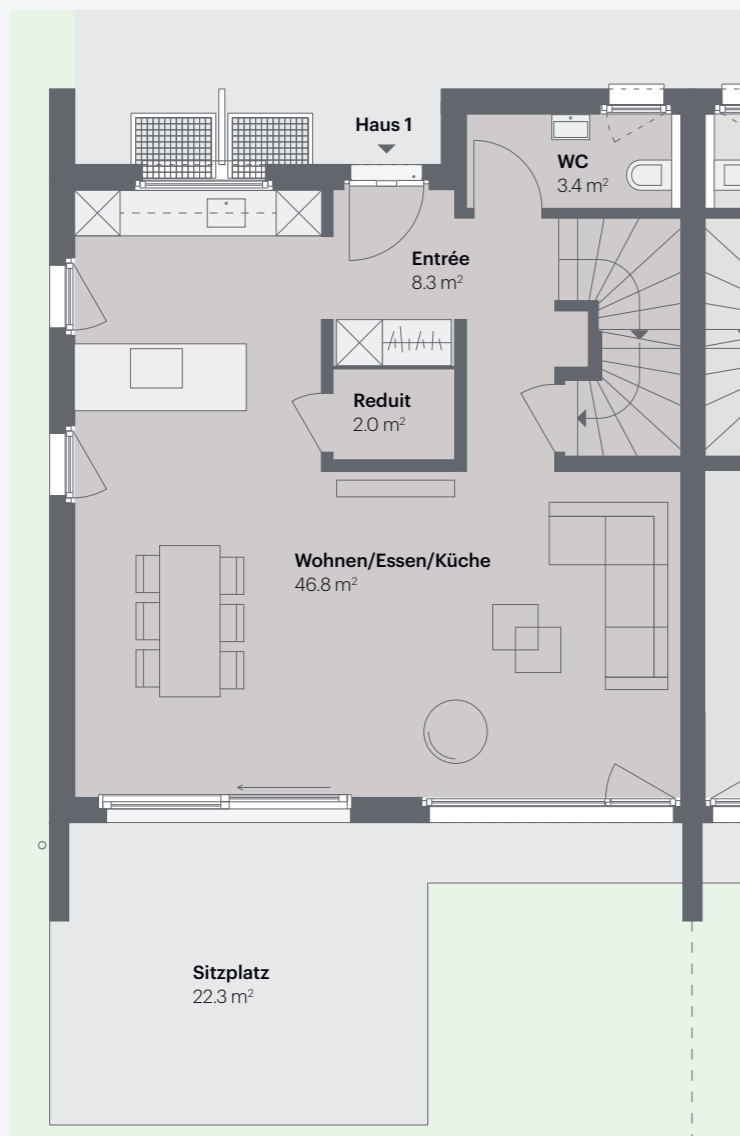 Haus 1
WC
3.4 m²
Entrée
8.3 m²
Reduit
2.0 m²
Wohnen/Essen/Küche
46.8 m²
Sitzplatz
22.3 m²